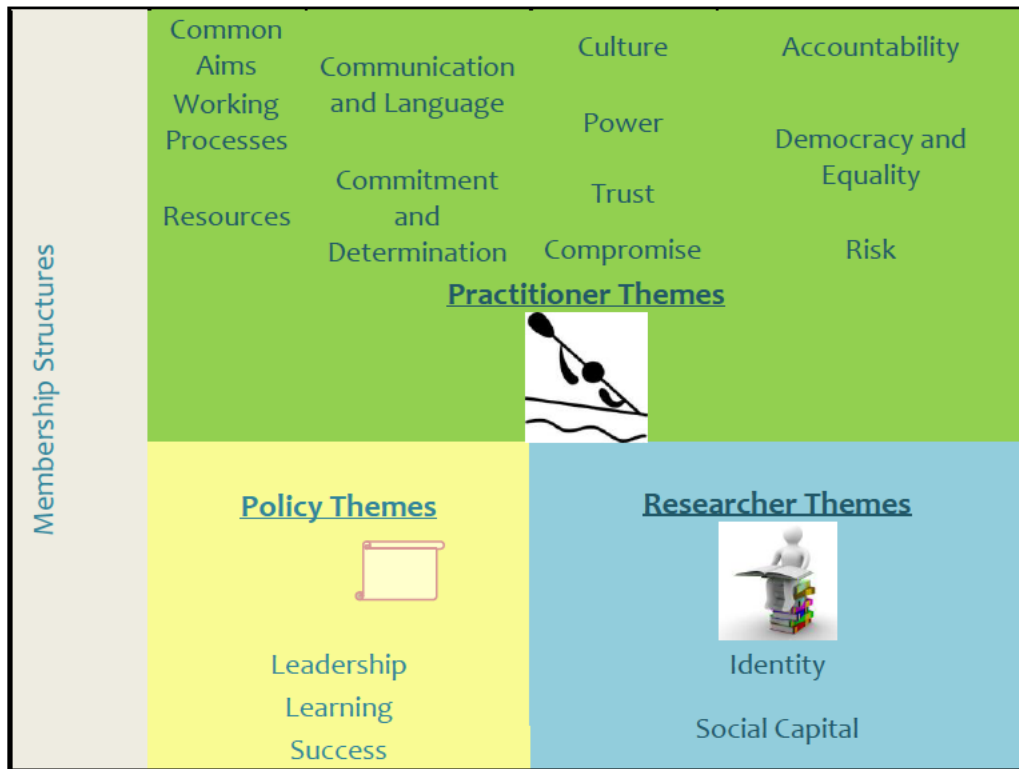 Membership Structures
Common
Aims
Working
Processes
Resources
Communication
and Language
Commitment
and
Determination
Culture
Power
Trust
Compromise
Accountability
Democracy and
Equality
Risk
Practitioner Themes
Policy Themes
Leadership
Learning
Success
Researcher Themes
Identity
Social Capital